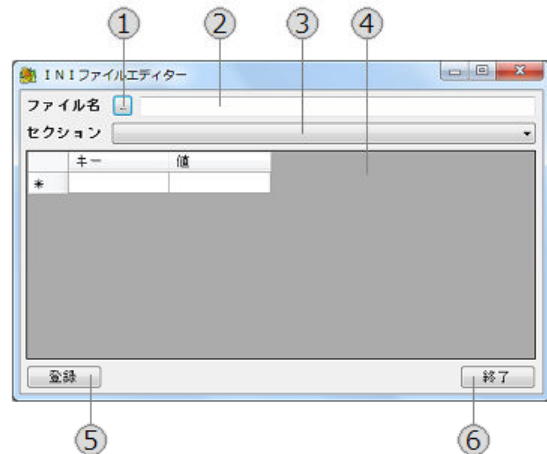 ① ② ③ ④
INIファイルエディター
ファイル名 ...
セクション
キー 値
*
登録 終了
⑤ ⑥